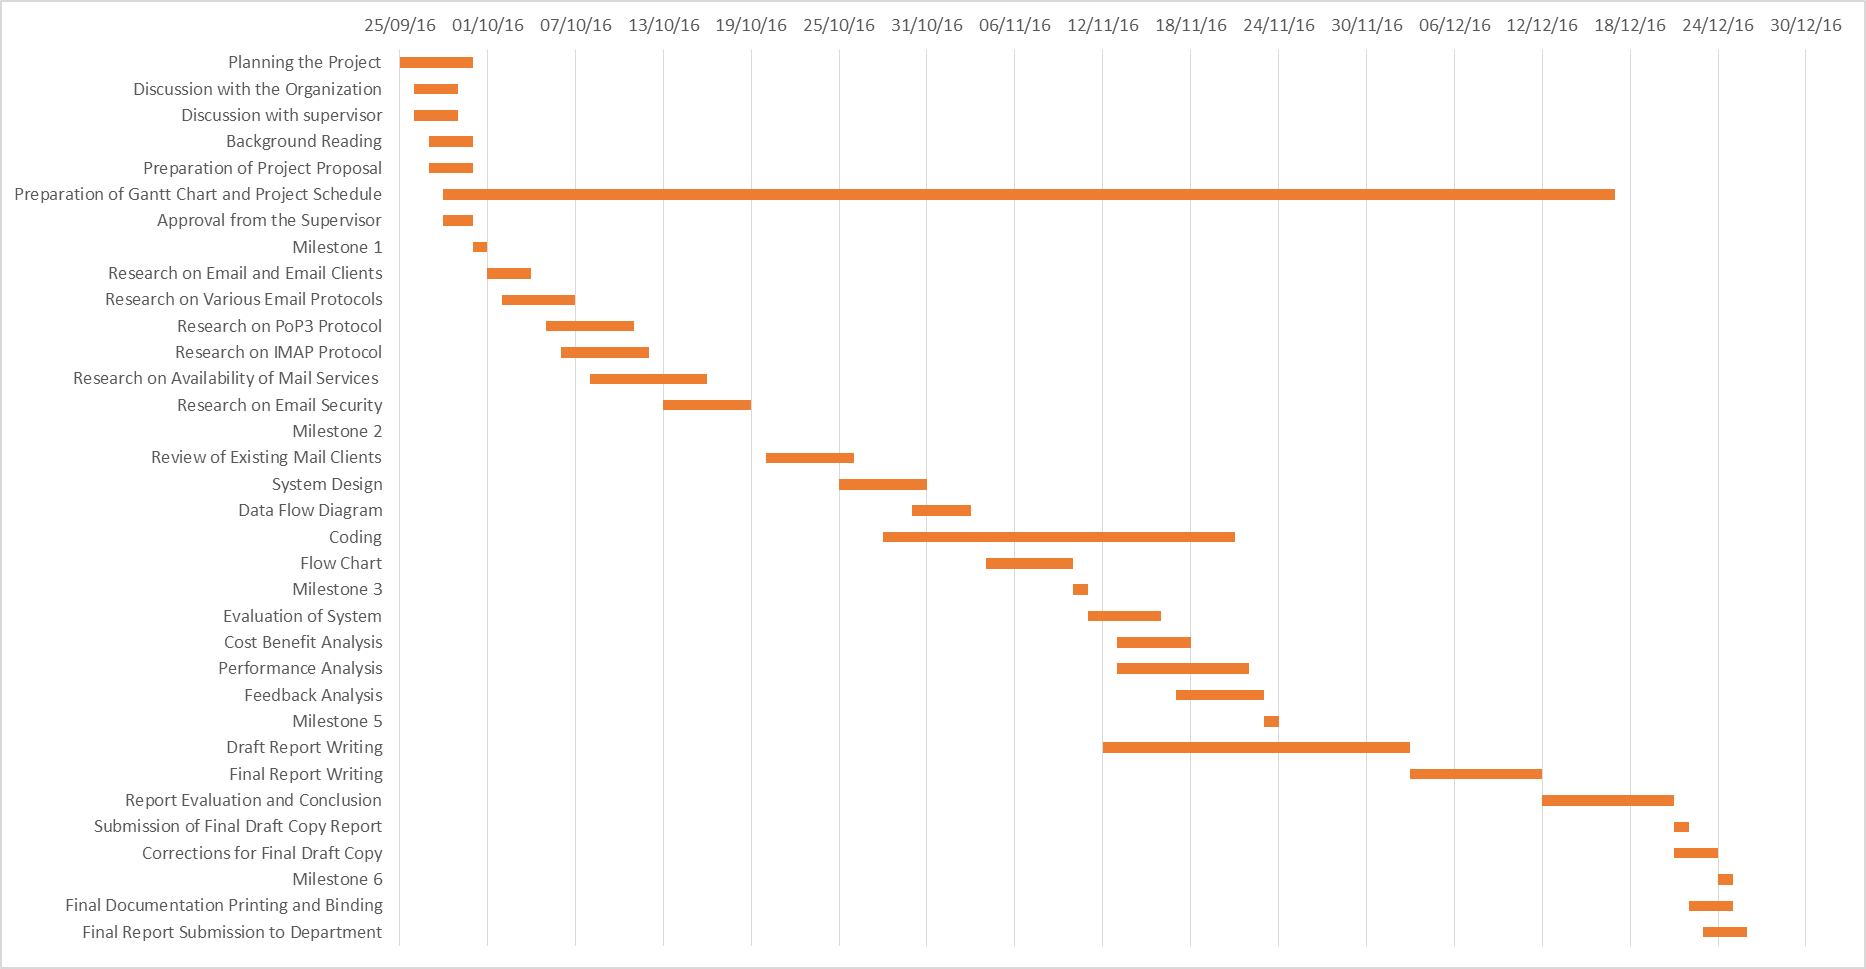 25/09/16 01/10/16 07/10/16 13/10/16 19/10/16 25/10/16 31/10/16 06/11/16 12/11/16 18/11/16 24/11/16 30/11/16 06/12/16 12/12/16 18/12/16 24/12/16 30/12/16
Planning the Project
Discussion with the Organization
Discussion with supervisor
Background Reading
Preparation of Project Proposal
Preparation of Gantt Chart and Project Schedule
Approval from the Supervisor
Milestone 1
Research on Email and Email Clients
Research on Various Email Protocols
Research on PoP3 Protocol
Research on IMAP Protocol
Research on Availability of Mail Services
Research on Email Security
Milestone 2
Review of Existing Mail Clients
System Design
Data Flow Diagram
Coding
Flow Chart
Milestone 3
Evaluation of System
Cost Benefit Analysis
Performance Analysis
Feedback Analysis
Milestone 5
Draft Report Writing
Final Report Writing
Report Evaluation and Conclusion
Submission of Final Draft Copy Report
Corrections for Final Draft Copy
Milestone 6
Final Documentation Printing and Binding
Final Report Submission to Department